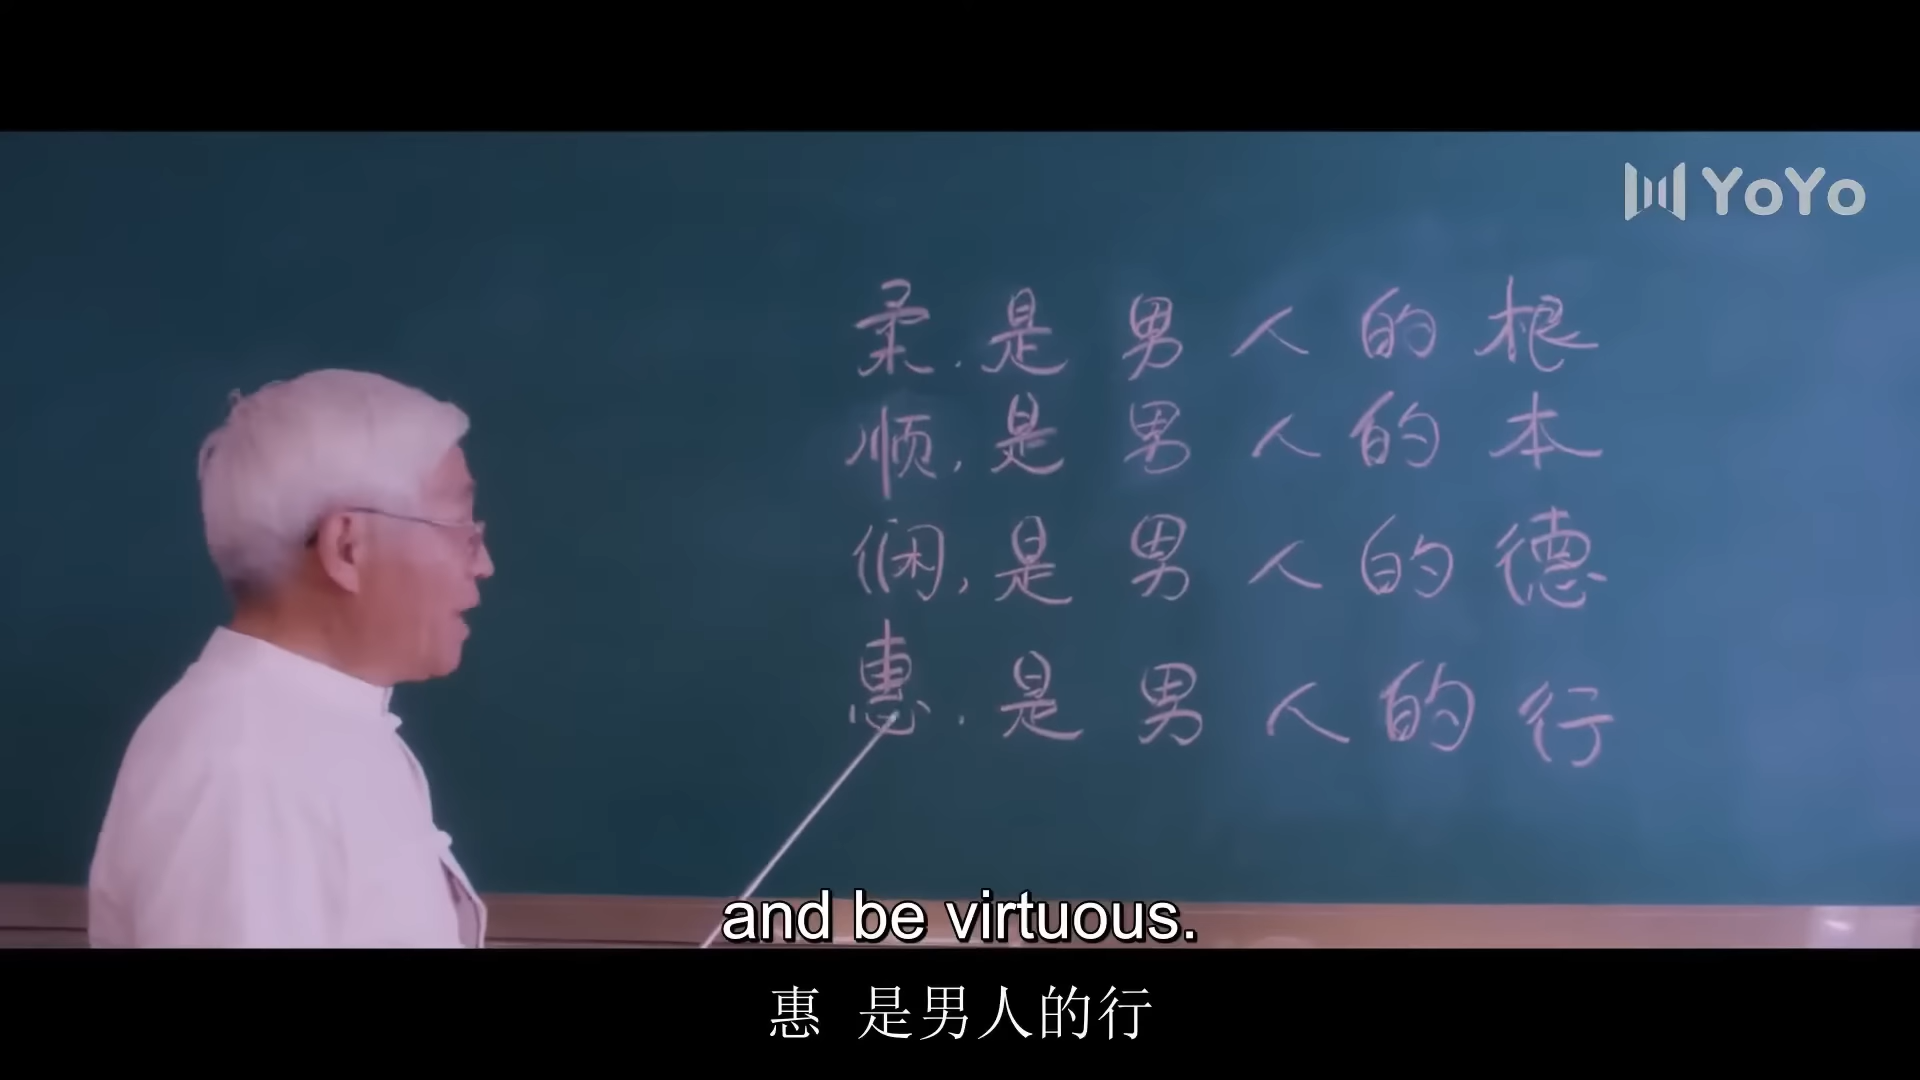 YoYo
柔,是男人的根
顺,是男人的本
娴,是男人的德
惠,是男人的行
and be virtuous.
惠 是男人的行